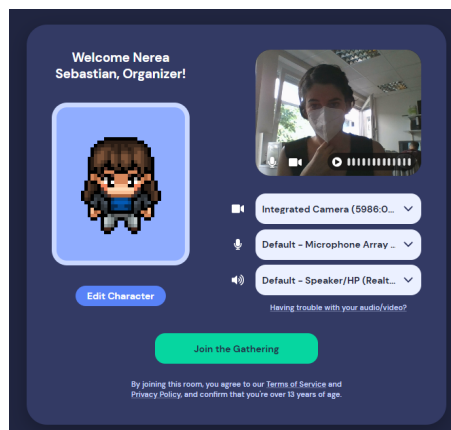 Welcome Nerea
Sebastian, Organizer!
Integrated Camera (5986:0...
Default - Microphone Array ..
Default - Speaker/HP (Realt...
Edit Character
Having trouble with your audio/video?
Join the Gathering
By joining this room, you agree to our Terms of Service and
Privacy Policy, and confirm that you're over 13 years of age.